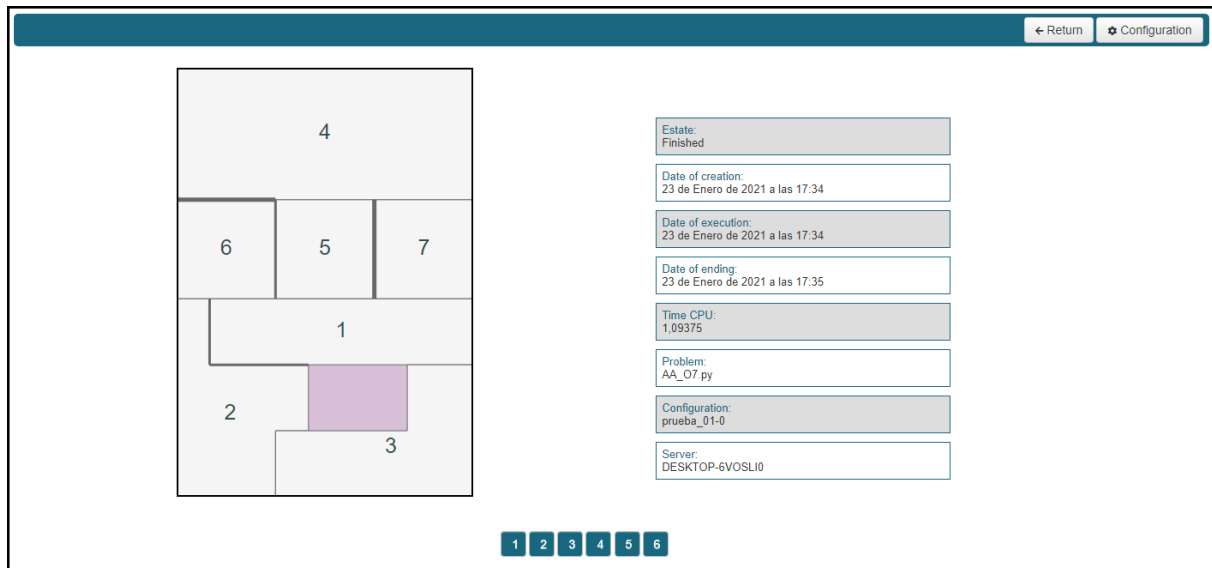 Return
Configuration
4
6
5
7
1
2
3
Estate:
Finished
Date of creation:
23 de Enero de 2021 a las 17:34
Date of execution:
23 de Enero de 2021 a las 17:34
Date of ending:
23 de Enero de 2021 a las 17:35
Time CPU:
1,09375
Problem:
AA_O7.py
Configuration:
prueba_01-0
Server:
DESKTOP-6VOSLI0
1 2 3 4 5 6